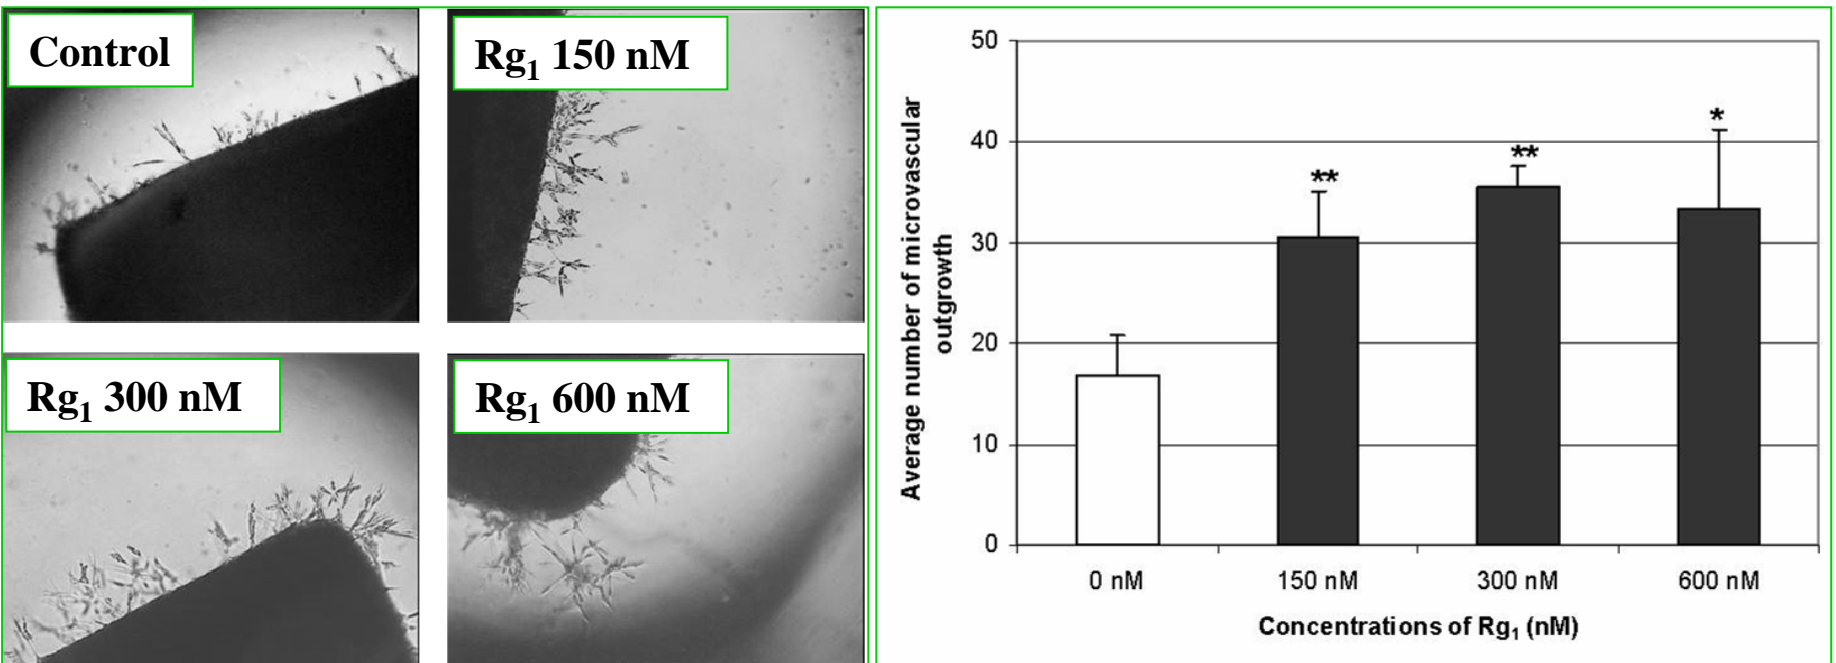 Control
Rg₁ 150 nM
Rg₁ 300 nM
Rg₁ 600 nM
Average number of microvascular
outgrowth
50
40
30
20
10
0
**
**
*
0 nM
150 nM
300 nM
600 nM
Concentrations of Rg₁ (nM)